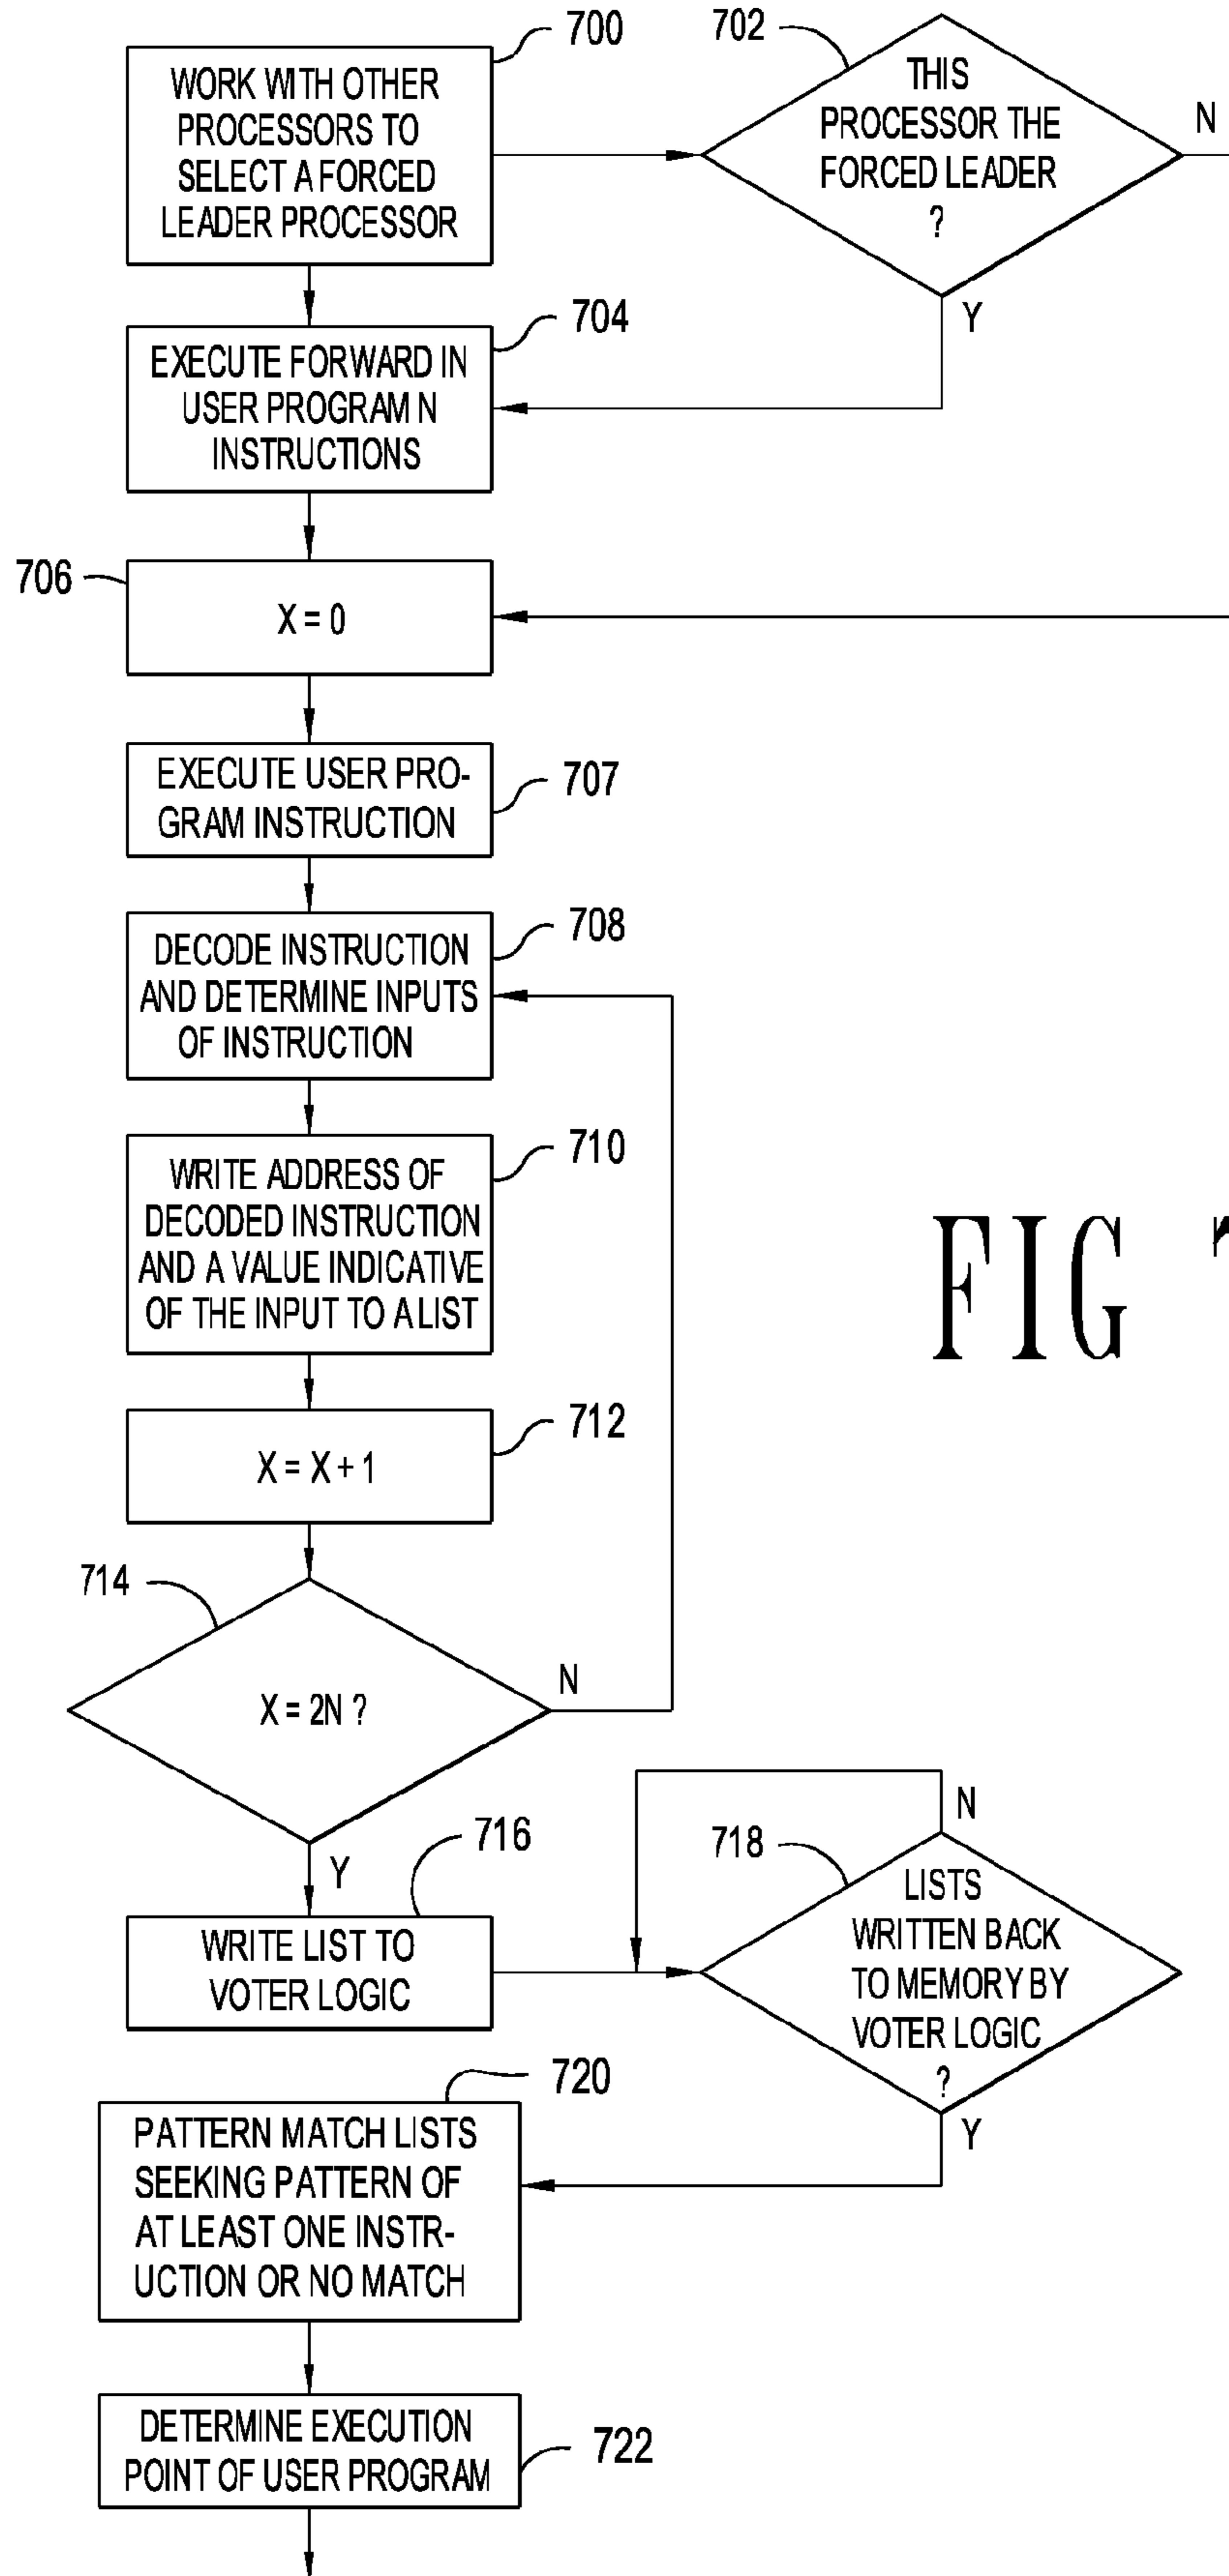 700
WORK WITH OTHER
PROCESSORS TO
SELECT A FORCED
LEADER PROCESSOR
702
THIS
PROCESSOR THE
FORCED LEADER
?
N
Y
704
EXECUTE FORWARD IN
USER PROGRAM N
INSTRUCTIONS
706
X = 0
707
EXECUTE USER PRO-
GRAM INSTRUCTION
708
DECODE INSTRUCTION
AND DETERMINE INPUTS
OF INSTRUCTION
710
WRITE ADDRESS OF
DECODED INSTRUCTION
AND A VALUE INDICATIVE
OF THE INPUT TO A LIST
FIG
712
X = X + 1
714
X = 2N ?
N
Y
716
WRITE LIST TO
VOTER LOGIC
718
N
LISTS
WRITTEN BACK
TO MEMORY BY
VOTER LOGIC
?
Y
720
PATTERN MATCH LISTS
SEEKING PATTERN OF
AT LEAST ONE INSTR-
UCTION OR NO MATCH
722
DETERMINE EXECUTION
POINT OF USER PROGRAM